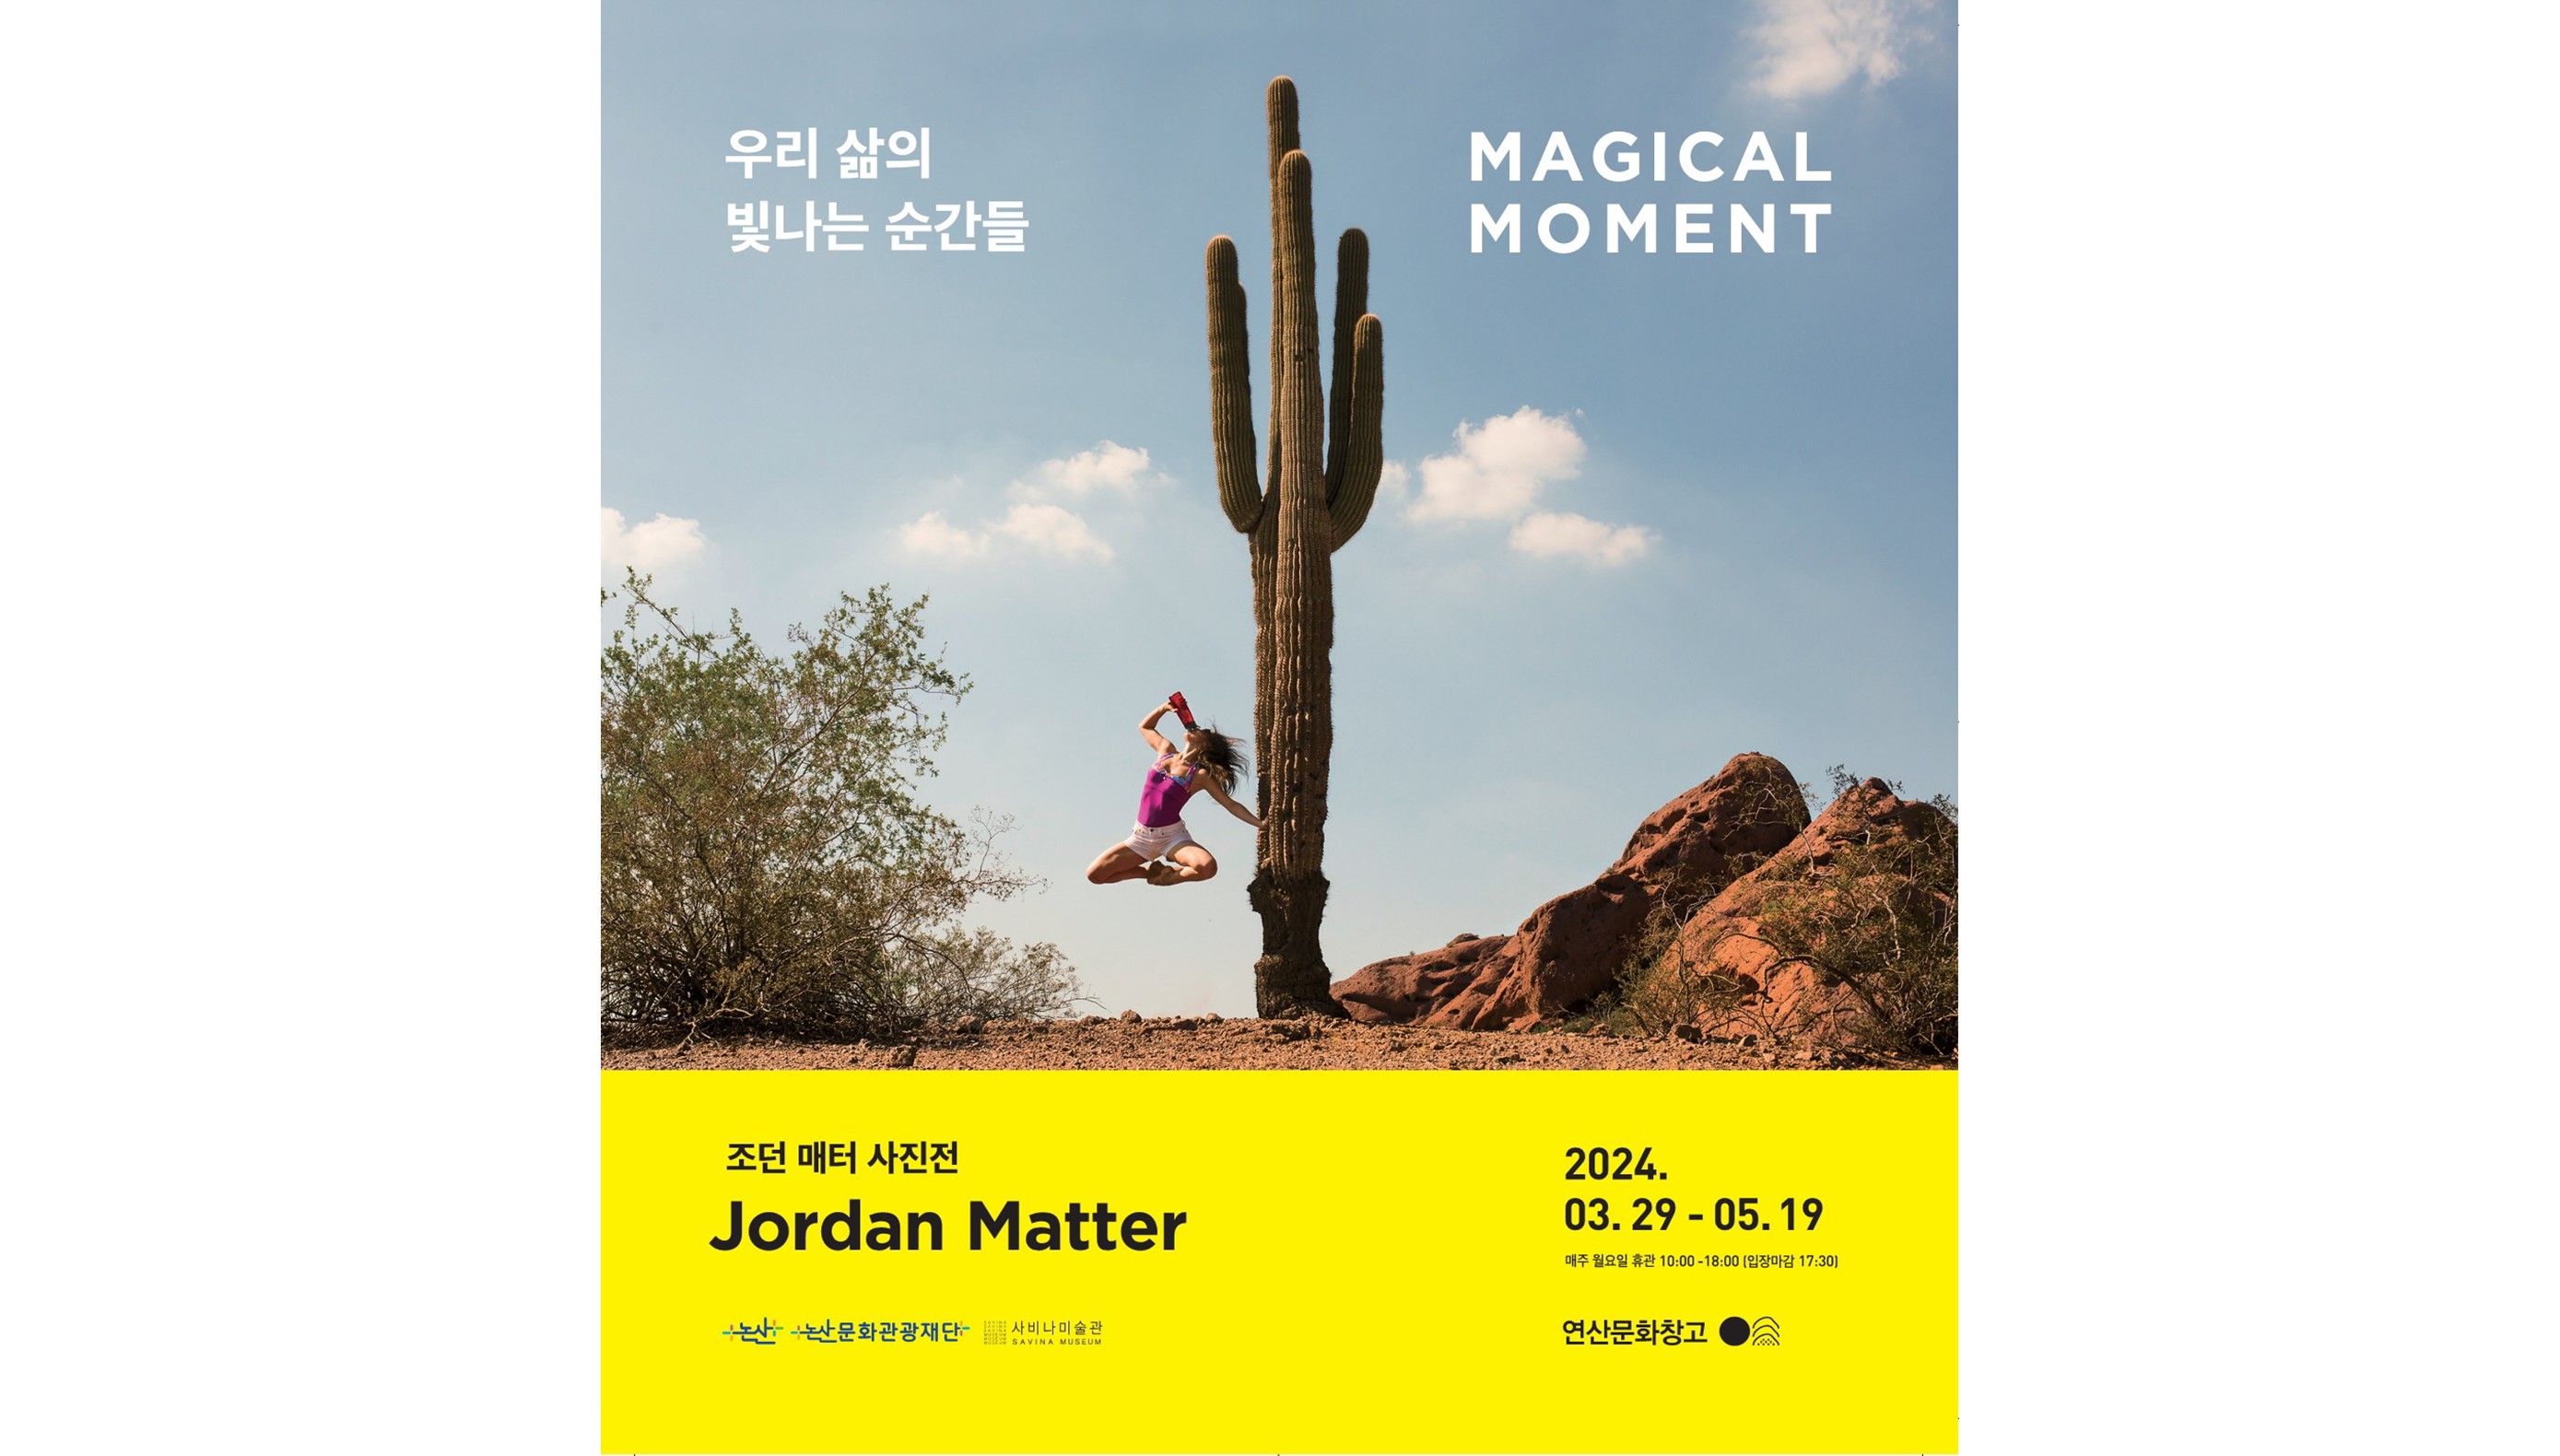 우리 삶의
빛나는 순간들
MAGICAL
MOMENT
조던 매터 사진전
Jordan Matter
2024.
03. 29 - 05. 19
매주 월요일 휴관 10:00 -18:00 (입장마감 17:30)
논산 논산문화관광재단 사비나미술관
SAVINA MUSEUM
연산문화창고